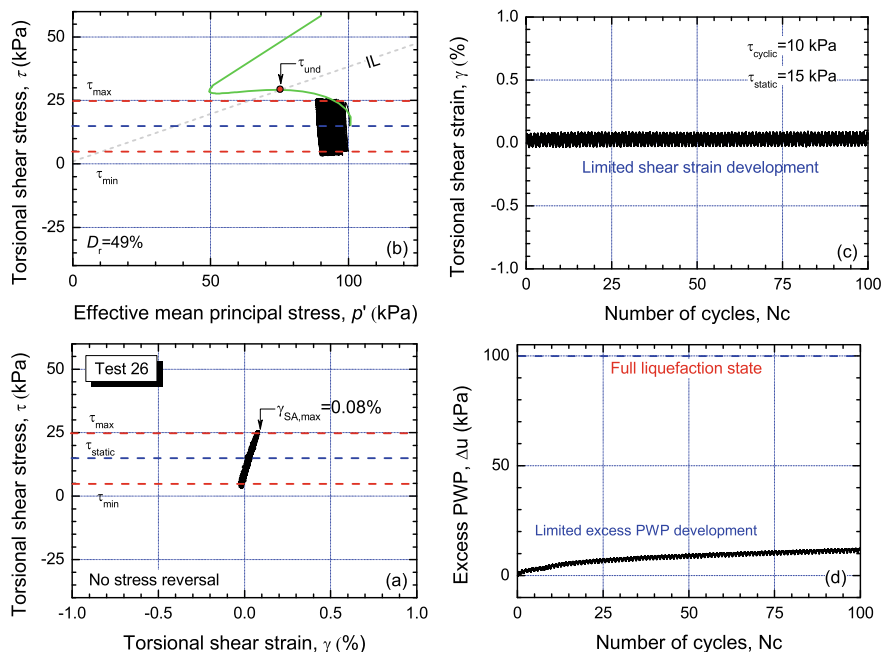 50
25
0
-25
Torsional shear stress, τ (kPa)
τmax
τmin
τund
IL
Dr=49%
(b)
0
50
100
Effective mean principal stress, p' (kPa)
1.0
0.5
0.0
-0.5
-1.0
Torsional shear strain, γ (%)
τcyclic=10 kPa
τstatic=15 kPa
Limited shear strain development
(c)
0
25
50
75
100
Number of cycles, Nc
50
25
0
-25
Torsional shear stress, τ (kPa)
Test 26
τmax
τstatic
τmin
γSA,max=0.08%
No stress reversal
(a)
-1.0
-0.5
0.0
0.5
1.0
Torsional shear strain, γ (%)
100
50
0
Excess PWP, Δu (kPa)
Full liquefaction state
Limited excess PWP development
(d)
0
25
50
75
100
Number of cycles, Nc